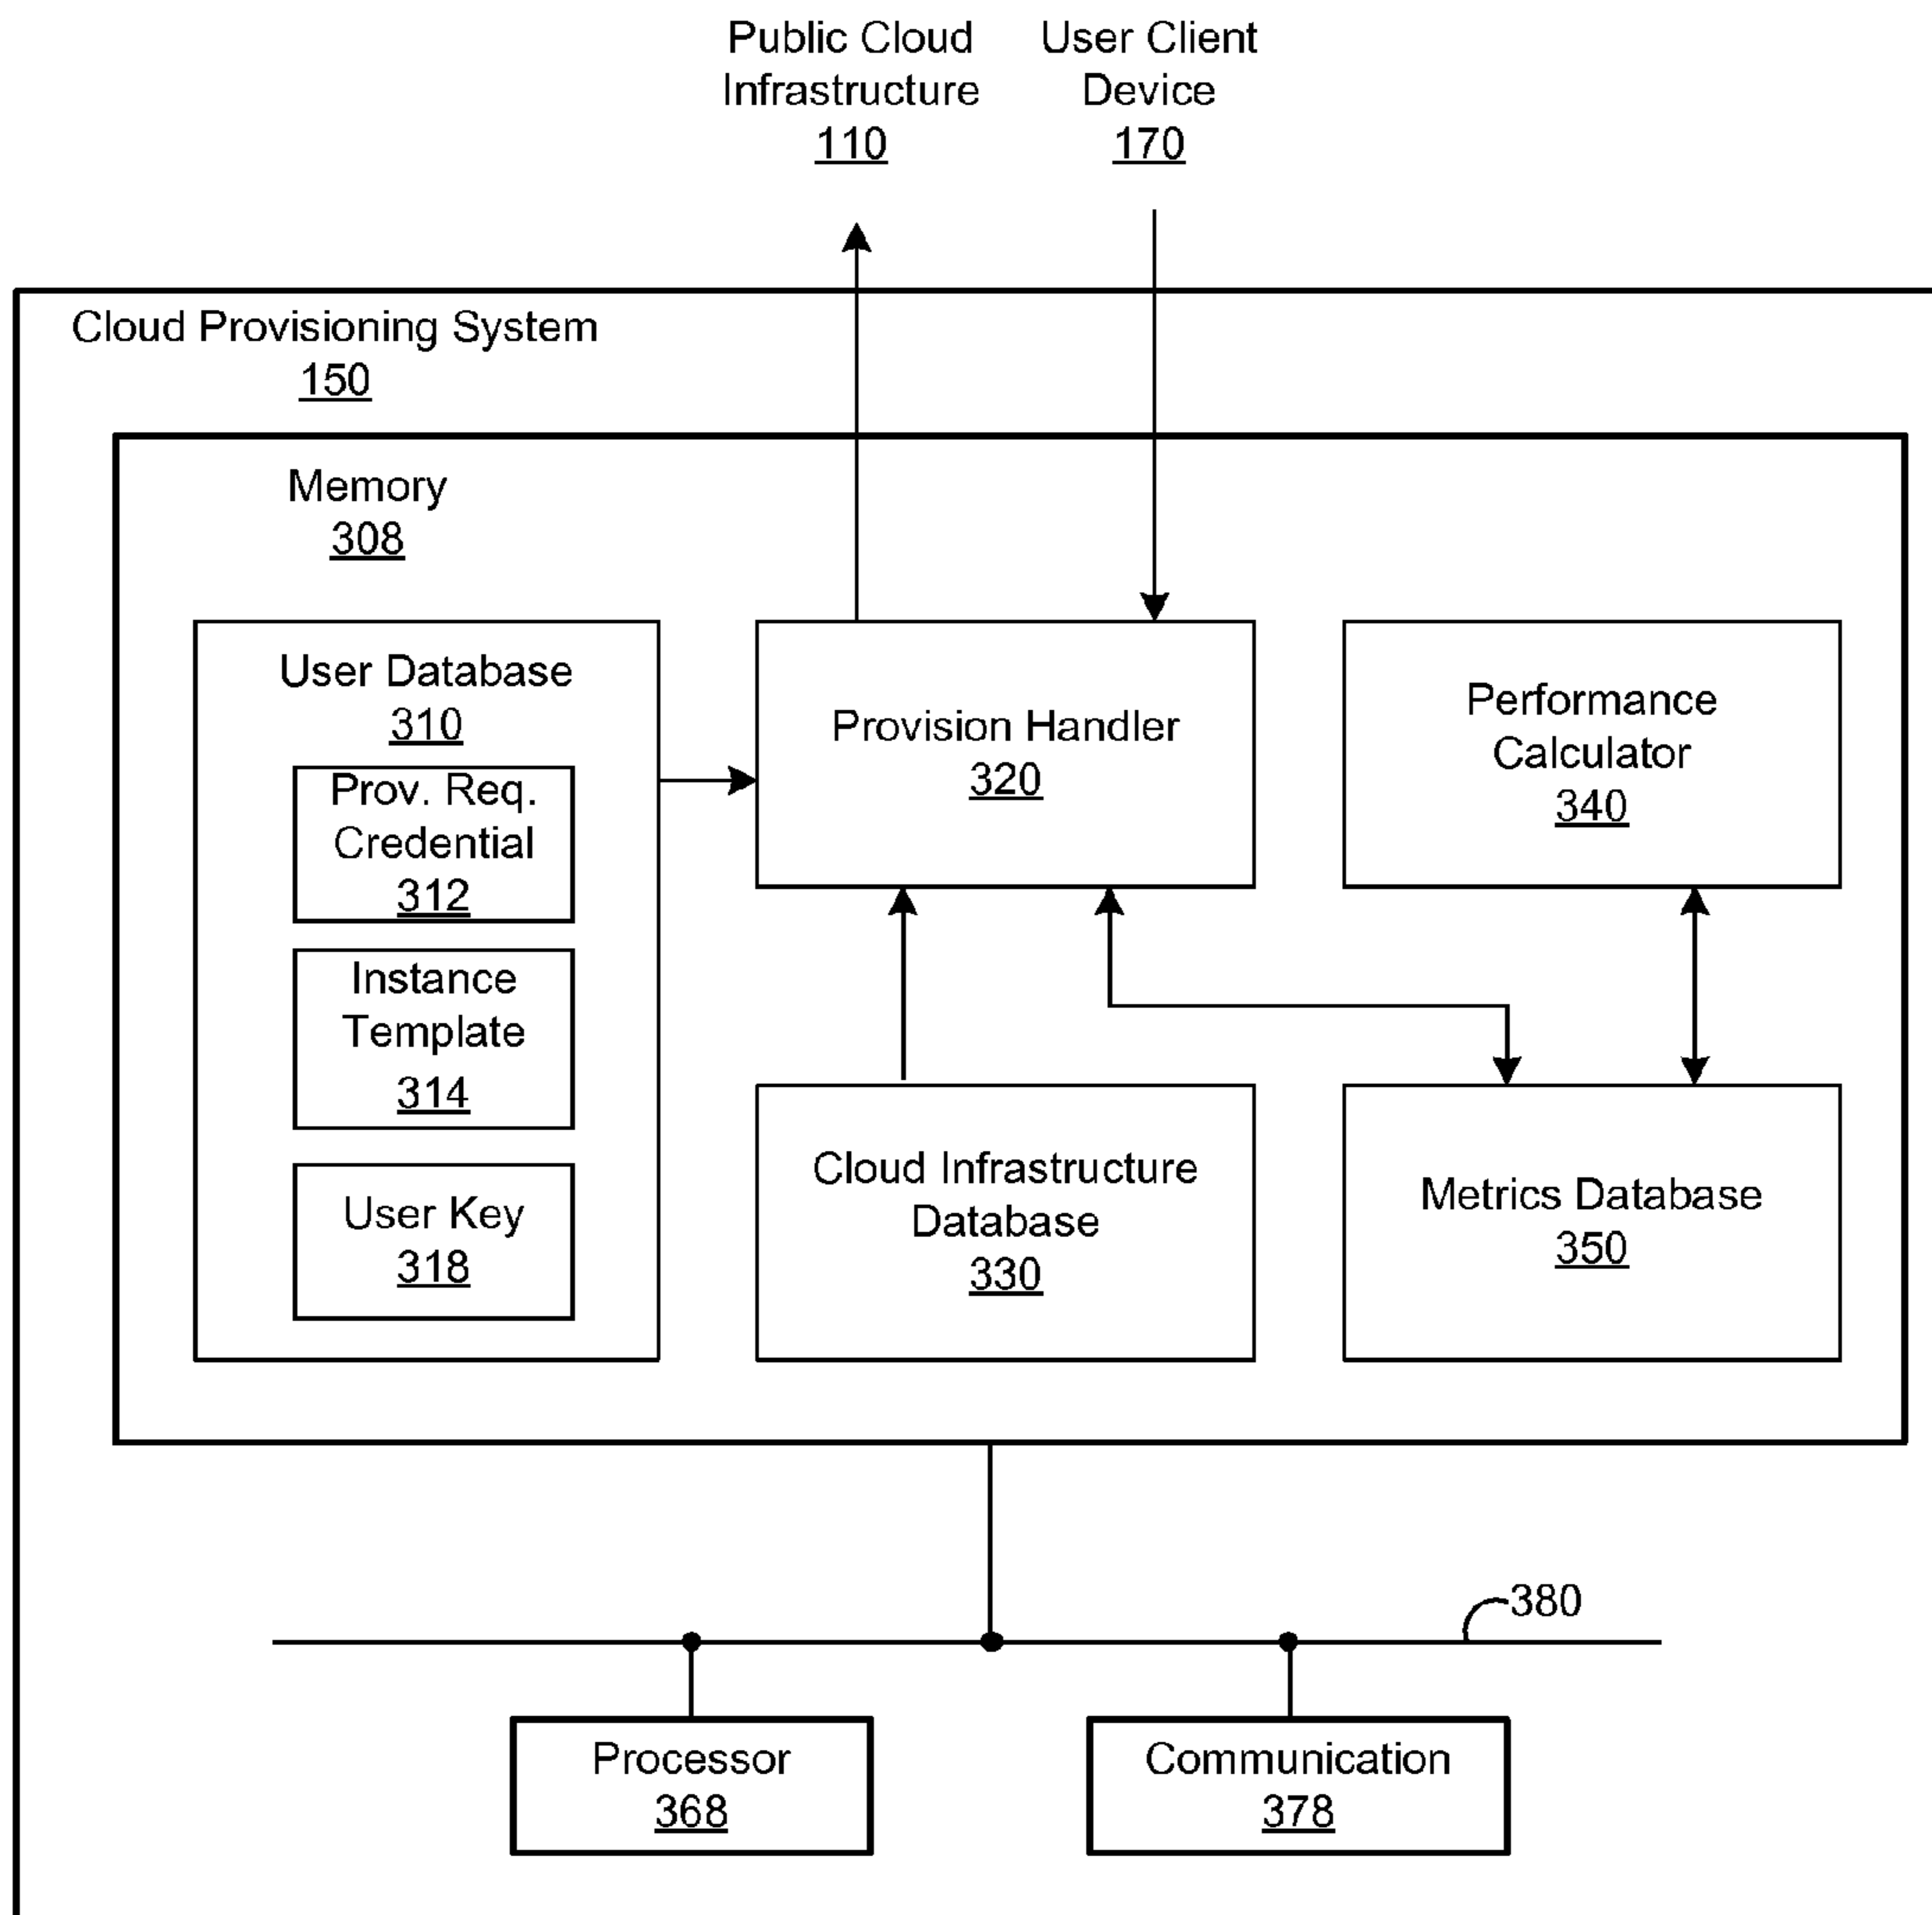 Public Cloud
Infrastructure
110
User Client
Device
170
Cloud Provisioning System
150
Memory
308
User Database
310
Prov. Req.
Credential
312
Instance
Template
314
User Key
318
Provision Handler
320
Performance
Calculator
340
Cloud Infrastructure
Database
330
Metrics Database
350
380
Processor
368
Communication
378